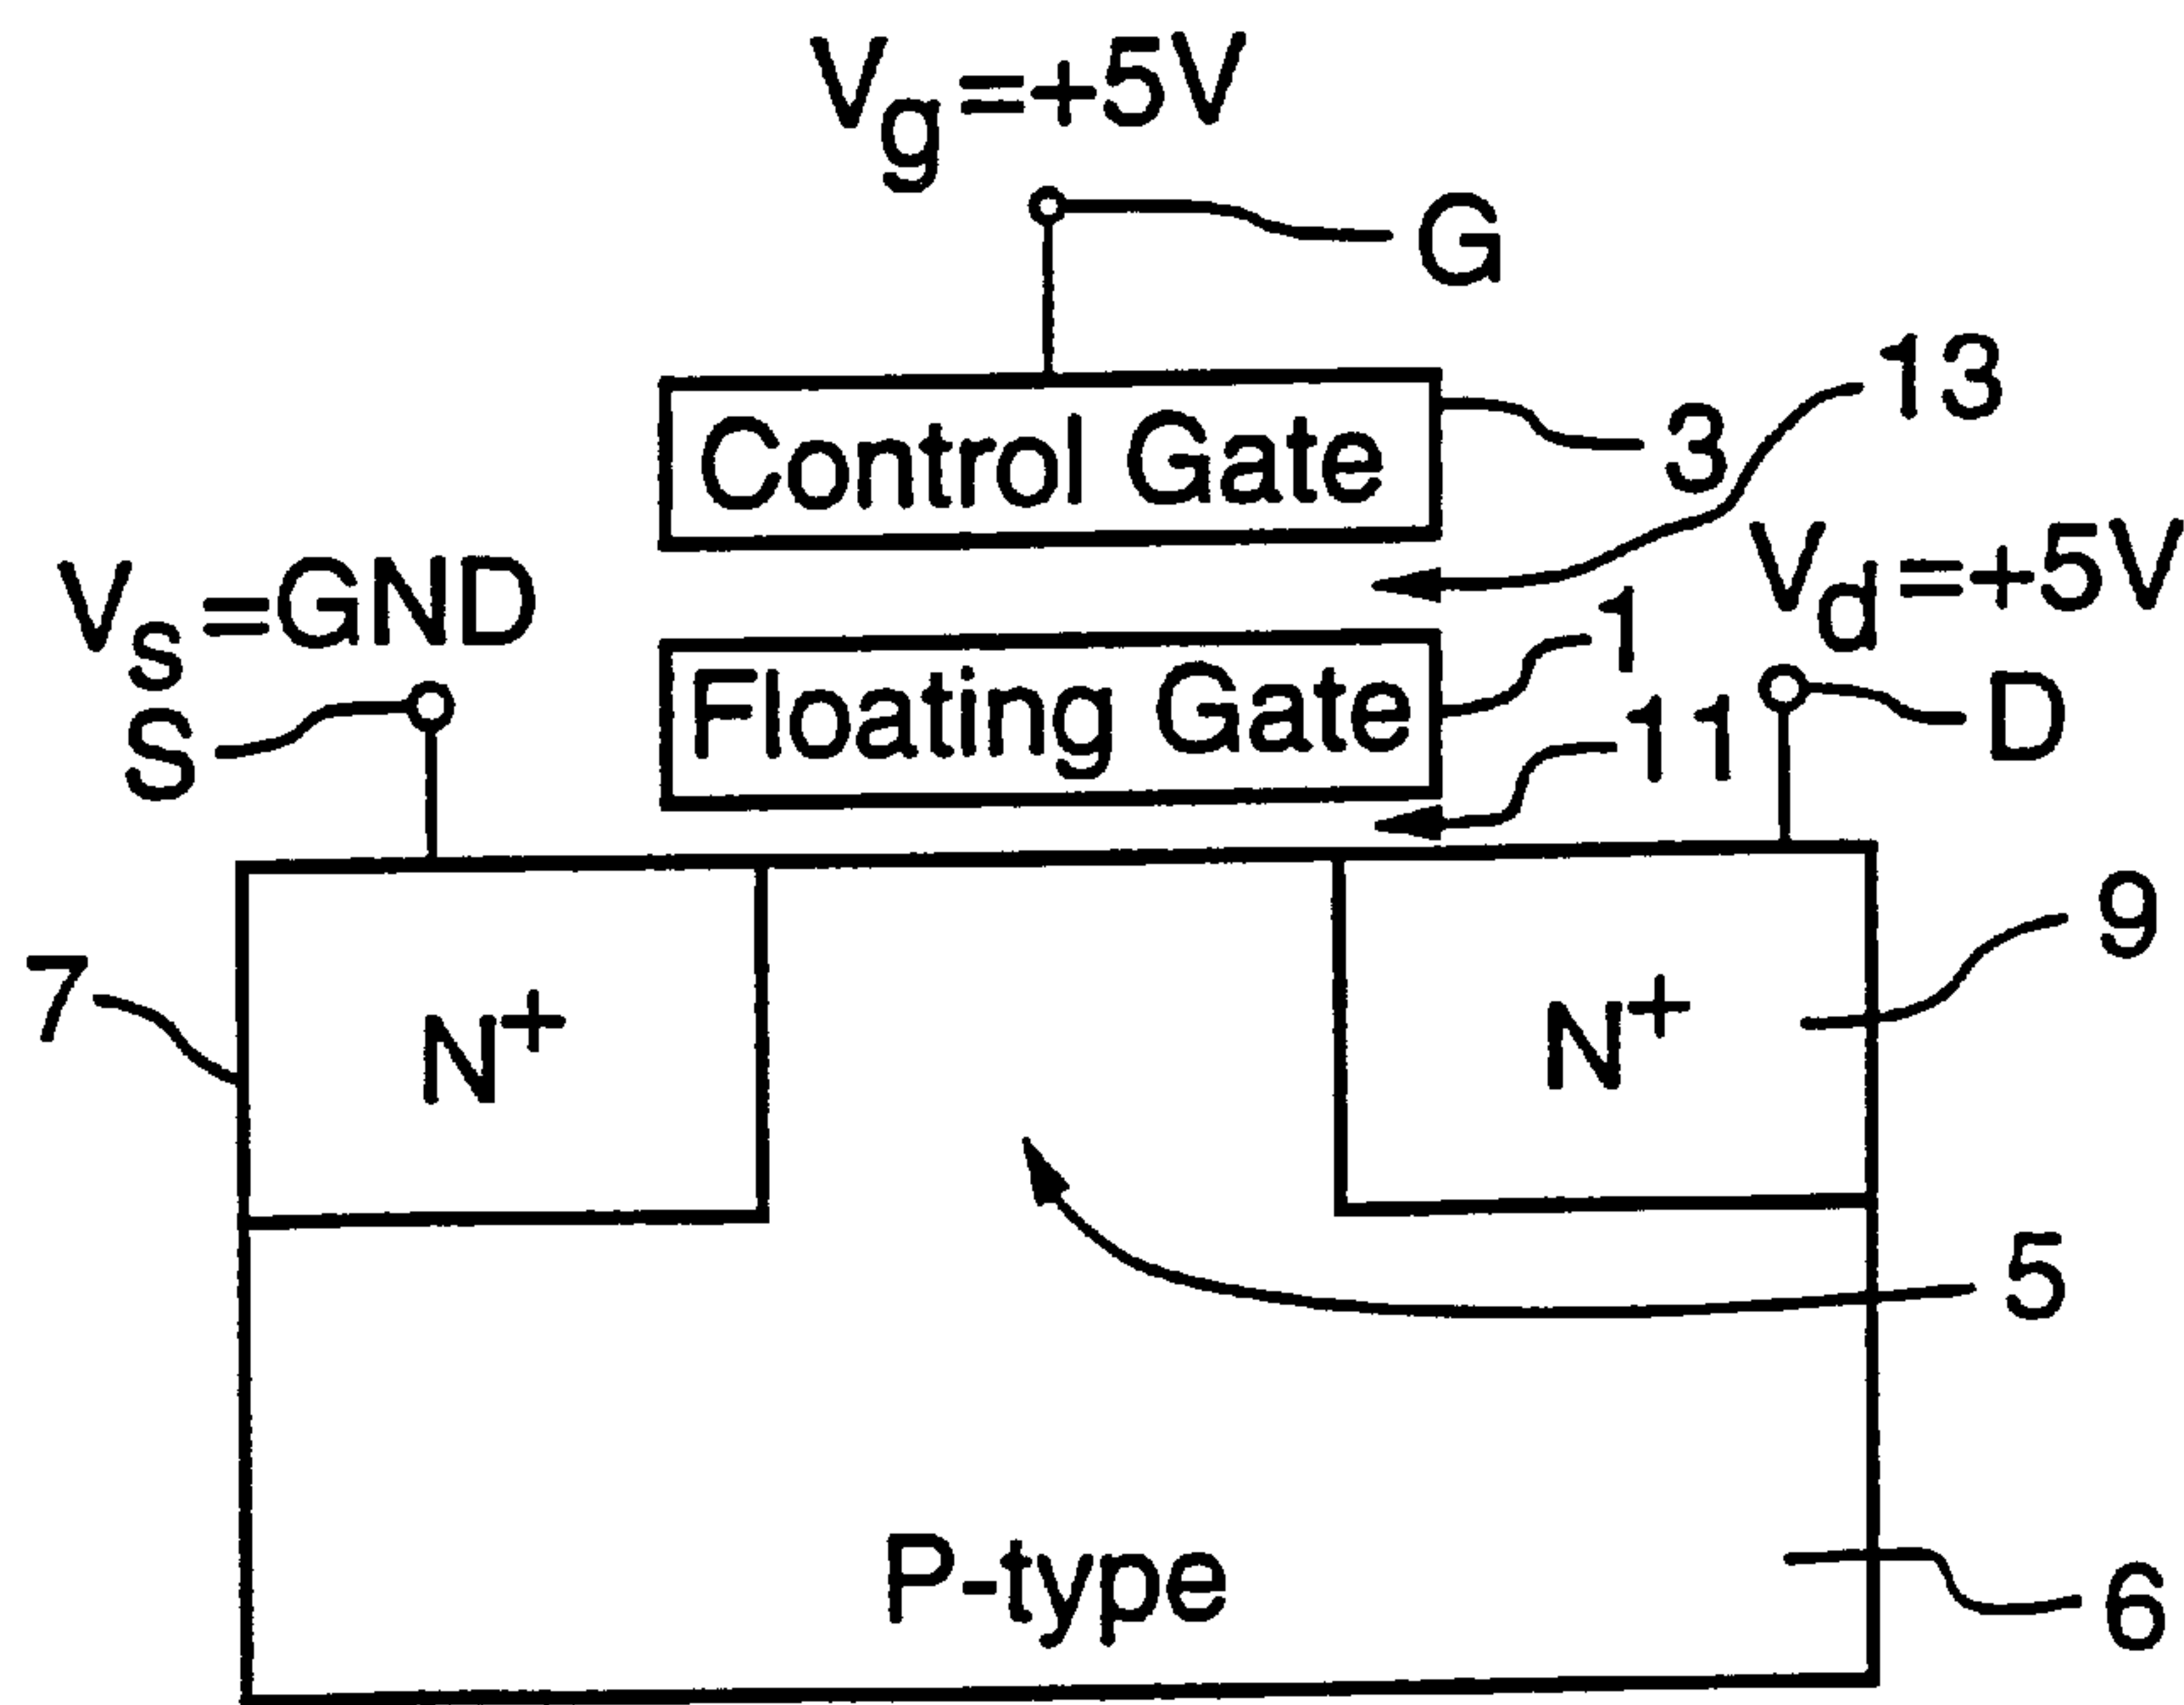 Vg=+5V
G
13
Control Gate
3
Vs=GND
Vd=+5V
1
Floating Gate
S
11
D
9
7
N+
N+
5
P-type
6